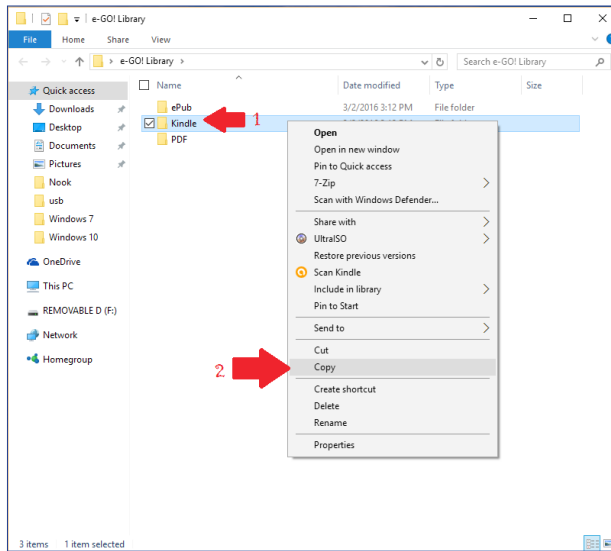 e-GO! Library
File Home Share View
e-GO! Library
Search e-GO! Library
Quick access
Downloads
Desktop
Documents
Pictures
Nook
usb
Windows 7
Windows 10
OneDrive
This PC
REMOVABLE D (F:)
Network
Homegroup
Name Date modified Type Size
ePub 3/2/2016 3:12 PM File folder
Kindle
PDF
1
Open
Open in new window
Pin to Quick access
7-Zip
Scan with Windows Defender...
Share with
UltraISO
Restore previous versions
Scan Kindle
Include in library
Pin to Start
Send to
Cut
2
Copy
Create shortcut
Delete
Rename
Properties
3 items 1 item selected